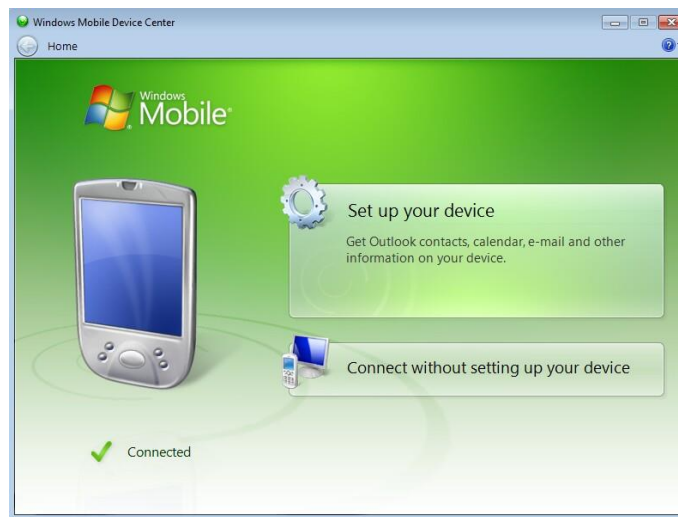 Windows Mobile Device Center
Home
Windows
Mobile®
Set up your device
Get Outlook contacts, calendar, e-mail and other
information on your device.
Connect without setting up your device
Connected